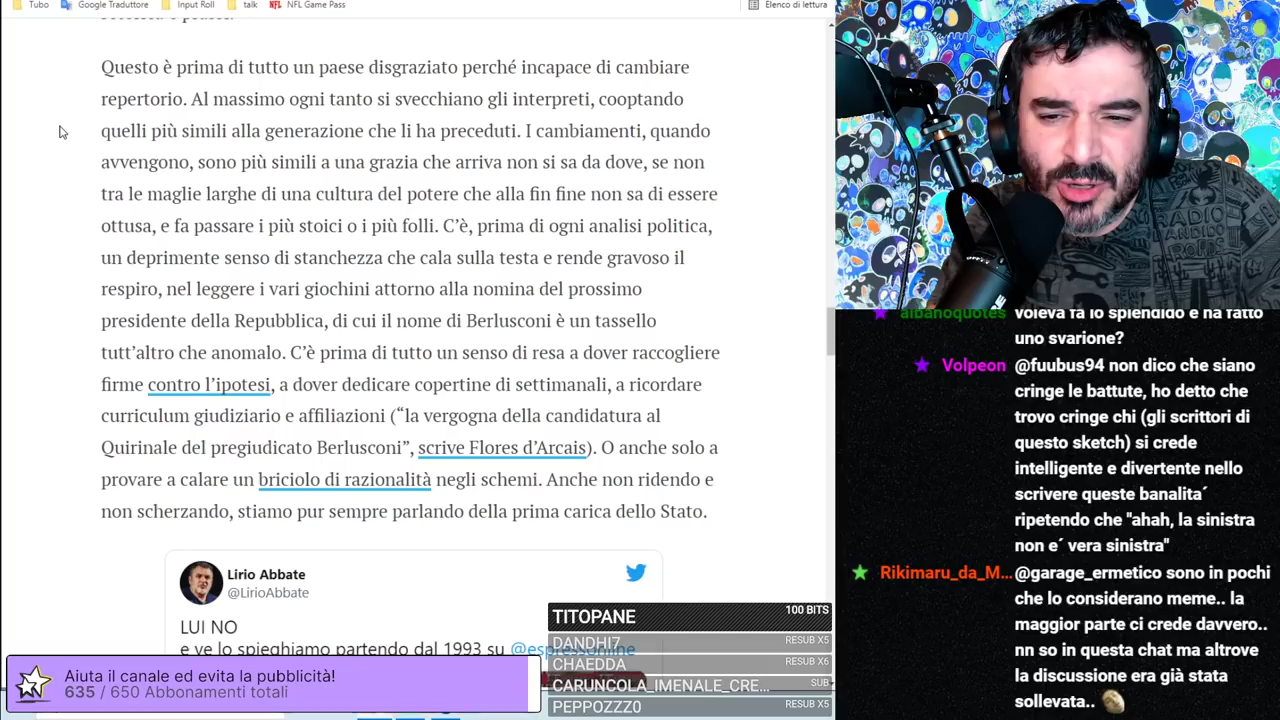 Tubo Google Traduttore Input Roll talk NFL NFL Game Pass Elenco di lettura
Questo è prima di tutto un paese disgraziato perché incapace di cambiare
repertorio. Al massimo ogni tanto si svecchiano gli interpreti, cooptando
quelli più simili alla generazione che li ha preceduti. I cambiamenti, quando
avvengono, sono più simili a una grazia che arriva non si sa da dove, se non
tra le maglie larghe di una cultura del potere che alla fin fine non sa di essere
ottusa, e fa passare i più stoici o i più folli. C’è, prima di ogni analisi politica,
un deprimente senso di stanchezza che cala sulla testa e rende gravoso il
respiro, nel leggere i vari giochini attorno alla nomina del prossimo
presidente della Repubblica, di cui il nome di Berlusconi è un tassello
tutt’altro che anomalo. C’è prima di tutto un senso di resa a dover raccogliere
firme contro l’ipotesi, a dover dedicare copertine di settimanali, a ricordare
curriculum giudiziario e affiliazioni (“la vergogna della candidatura al
Quirinale del pregiudicato Berlusconi”, scrive Flores d’Arcais). O anche solo a
provare a calare un briciolo di razionalità negli schemi. Anche non ridendo e
non scherzando, stiamo pur sempre parlando della prima carica dello Stato.
Lirio Abbate
@LirioAbbate
LUI NO
e ve lo spieghiamo partendo dal 1993 su @espressonline
Aiuta il canale ed evita la pubblicità!
635 / 650 Abbonamenti totali
TITOPANE 100 BITS
DANDHI7 RESUB X5
CHAEDDA RESUB X6
CARUNCOLA_IMENALE_CRE... SUB
PEPPOZZZ0 RESUB X5
albanoquotes voleva fa lo splendido e ha fatto
uno svarione?
Volpeon @fuubus94 non dico che siano
cringe le battute, ho detto che
trovo cringe chi (gli scrittori di
questo sketch) si crede
intelligente e divertente nello
scrivere queste banalita´
ripetendo che "ahah, la sinistra
non e´ vera sinistra"
Rikimaru_da_M... @garage_ermetico sono in pochi
che lo considerano meme.. la
maggior parte ci crede davvero..
nn so in questa chat ma altrove
la discussione era già stata
sollevata..